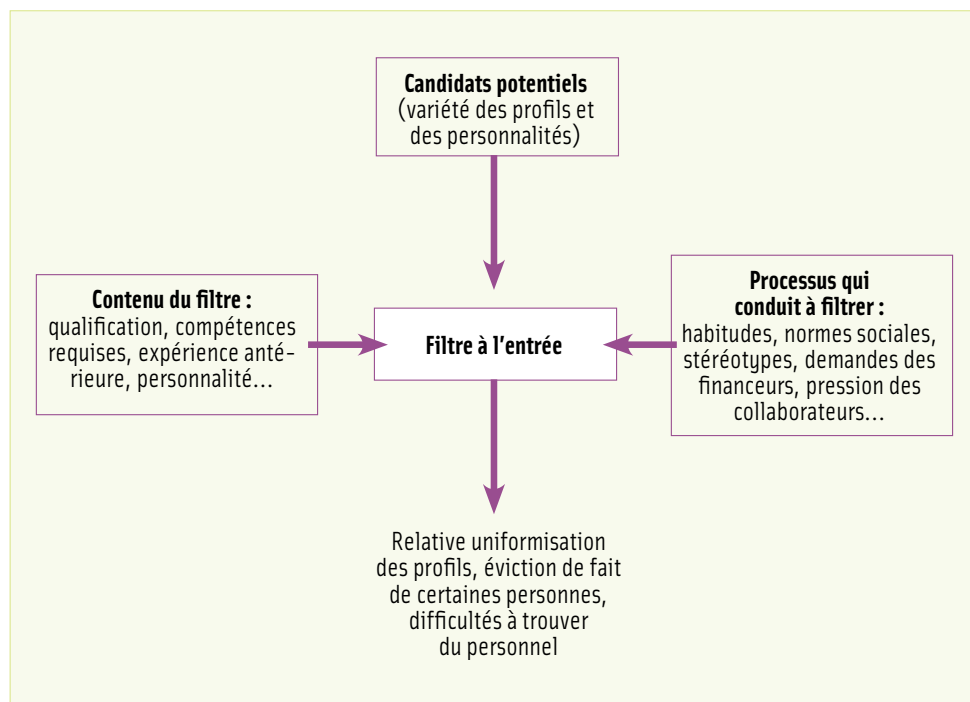 Candidats potentiels
(variété des profils et
des personnalités)
Contenu du filtre :
qualification, compétences
requises, expérience anté-
rieure, personnalité...
Filtre à l'entrée
Processus qui
conduit à filtrer :
habitudes, normes sociales,
stéréotypes, demandes des
financeurs, pression des
collaborateurs...
Relative uniformisation
des profils, éviction de fait
de certaines personnes,
difficultés à trouver
du personnel